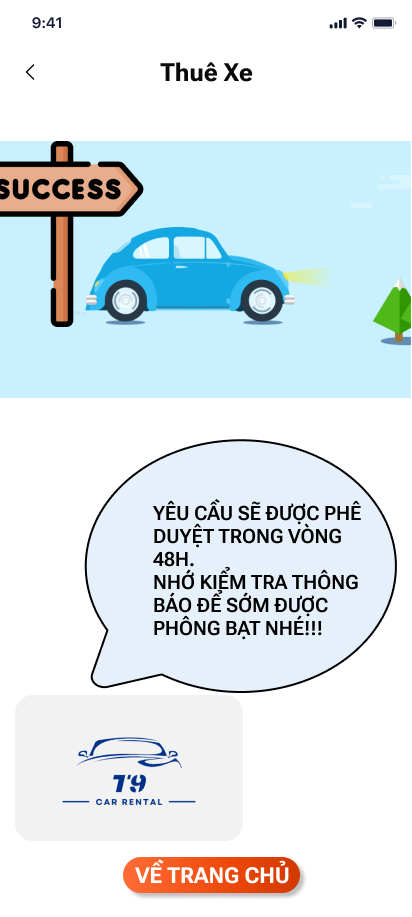 9:41
Thuê Xe
SUCCESS
YÊU CẦU SẼ ĐƯỢC PHÊ
DUYỆT TRONG VÒNG
48H.
NHỚ KIỂM TRA THÔNG
BÁO ĐỂ SỚM ĐƯỢC
PHÔNG BẠT NHÉ!!!
T9
CAR RENTAL
VỀ TRANG CHỦ